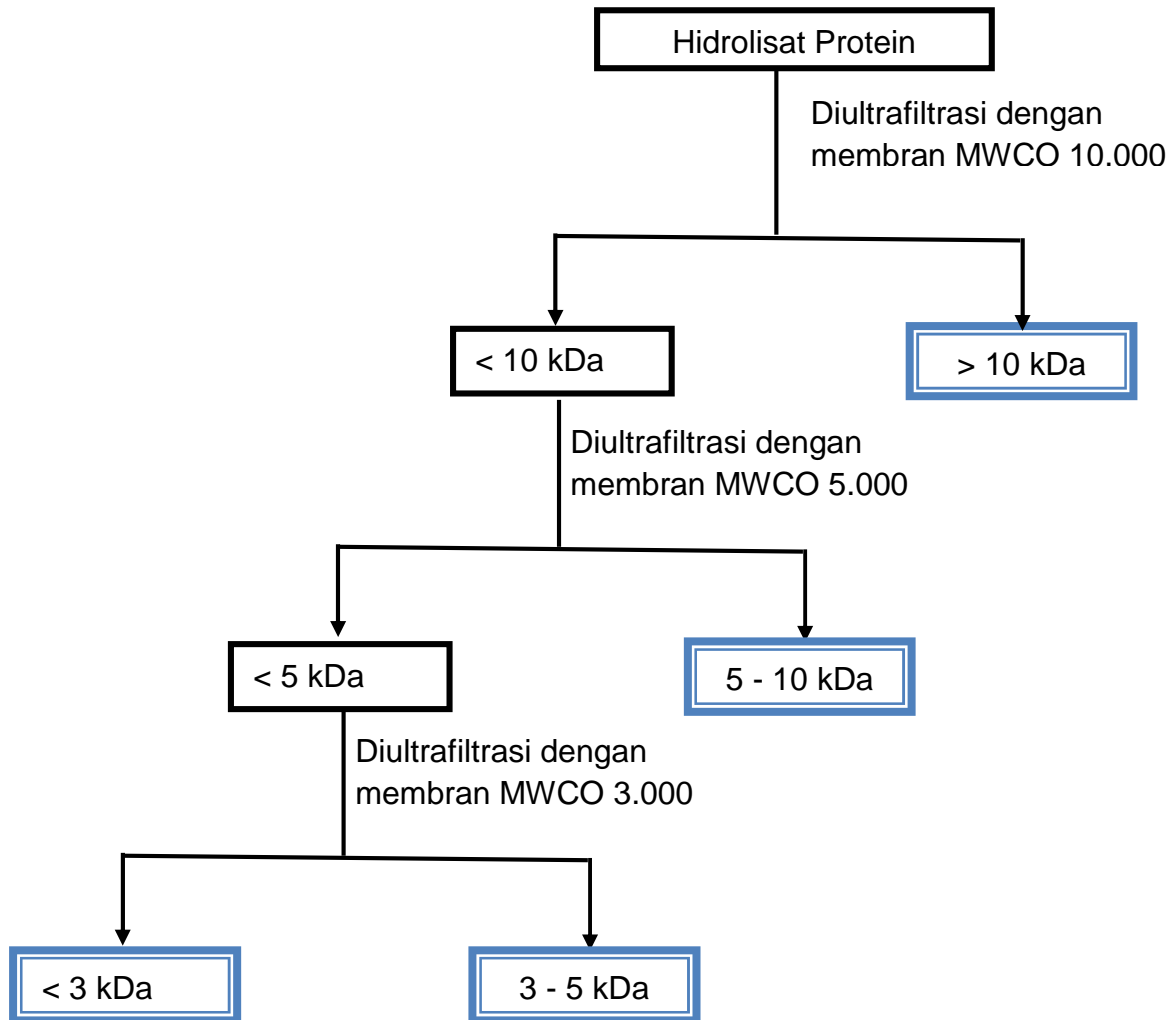 Hidrolisat Protein
Diultrafiltrasi dengan
membran MWCO 10.000
< 10 kDa
> 10 kDa
Diultrafiltrasi dengan
membran MWCO 5.000
< 5 kDa
5 - 10 kDa
Diultrafiltrasi dengan
membran MWCO 3.000
< 3 kDa
3 - 5 kDa